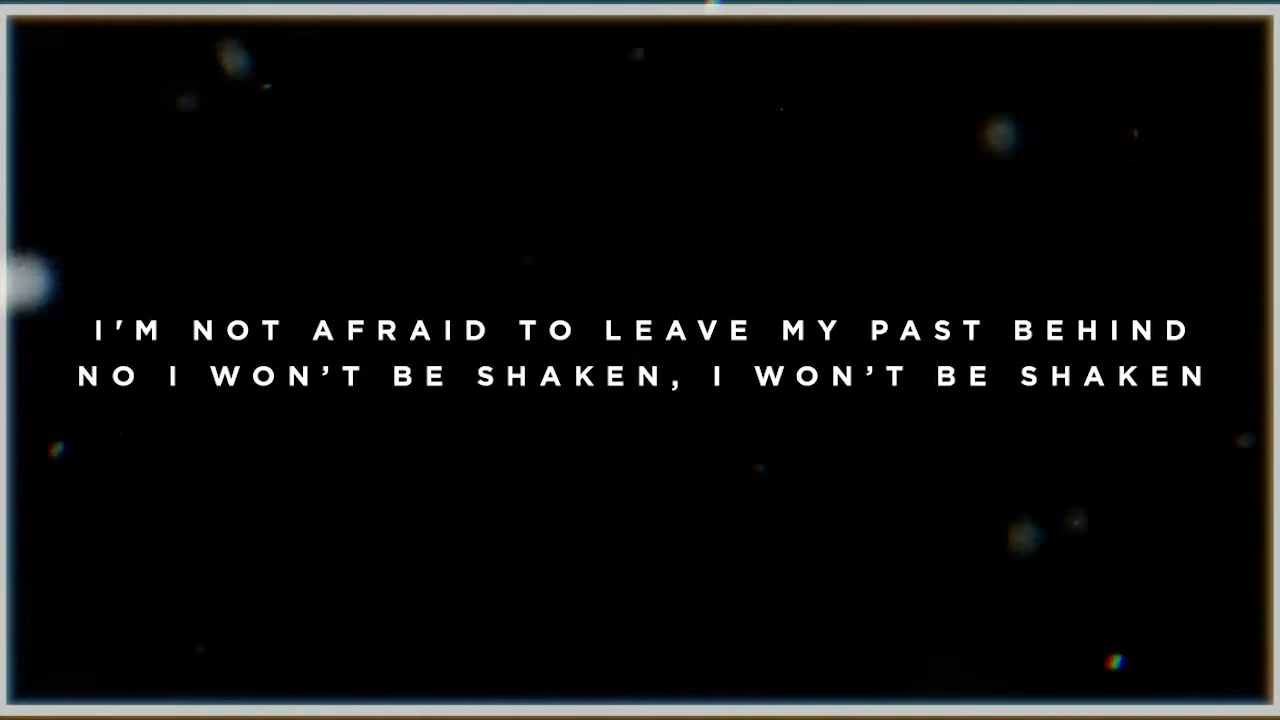 I'M NOT AFRAID TO LEAVE MY PAST BEHIND
NO I WON’T BE SHAKEN, I WON’T BE SHAKEN